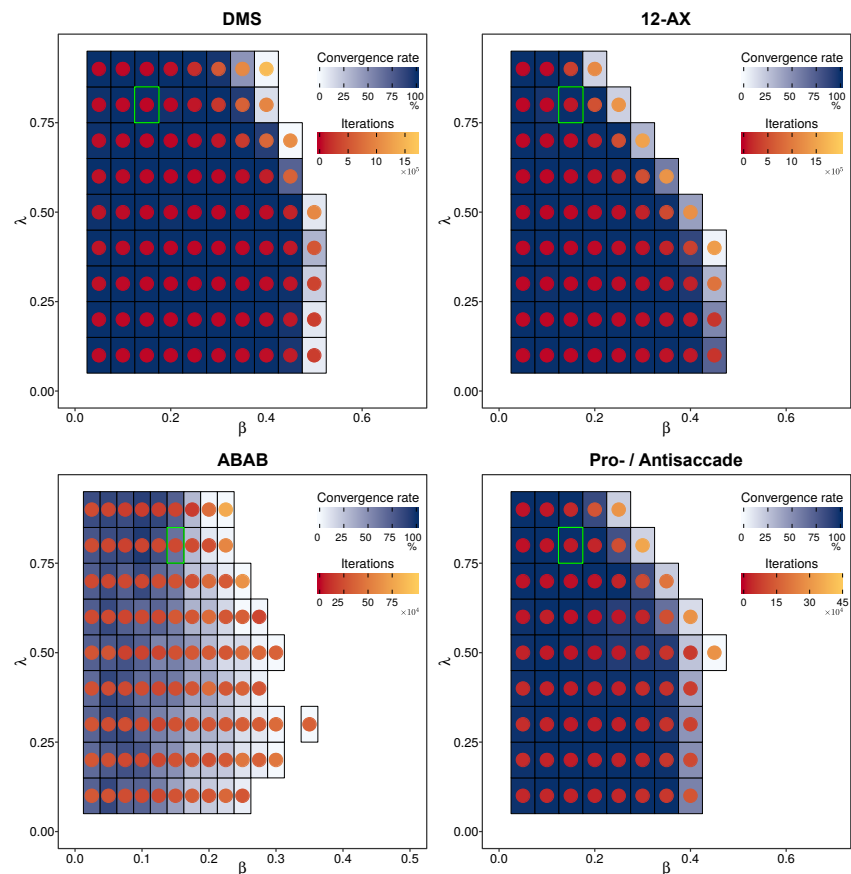 DMS
Convergence rate
0 25 50 75 100
%
Iterations
0 5 10 15
×10⁵
0.75
0.50
0.25
0.00
λ
0.0 0.2 0.4 0.6
β
12-AX
Convergence rate
0 25 50 75 100
%
Iterations
0 5 10 15
×10⁵
0.75
0.50
0.25
0.00
λ
0.0 0.2 0.4 0.6
β
ABAB
Convergence rate
0 25 50 75 100
%
Iterations
0 25 50 75
×10⁴
0.75
0.50
0.25
0.00
λ
0.0 0.1 0.2 0.3 0.4 0.5
β
Pro- / Antisaccade
Convergence rate
0 25 50 75 100
%
Iterations
0 15 30 45
×10⁴
0.75
0.50
0.25
0.00
λ
0.0 0.2 0.4 0.6
β